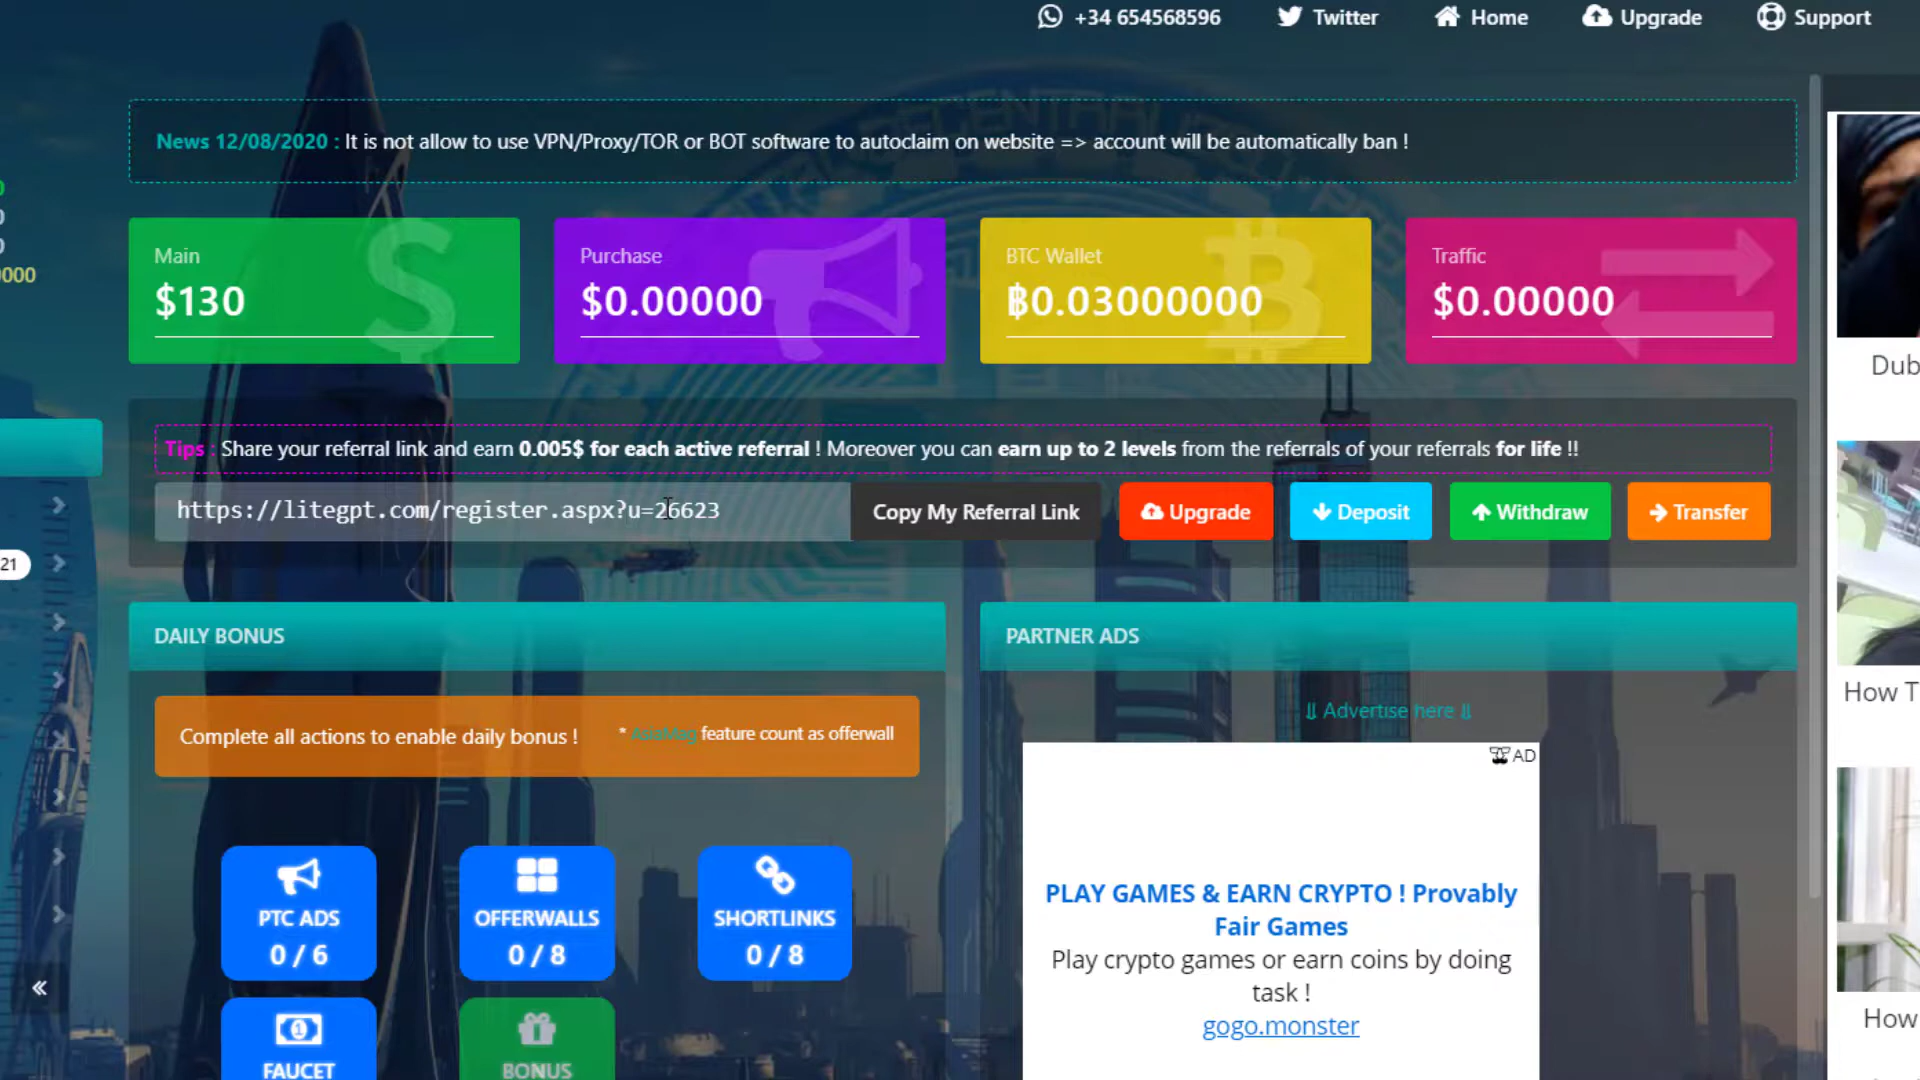 +34 654568596 Twitter Home Upgrade Support
News 12/08/2020 : It is not allow to use VPN/Proxy/TOR or BOT software to autoclaim on website => account will be automatically ban !
Main
$130
Purchase
$0.00000
BTC Wallet
฿0.03000000
Traffic
$0.00000
000
Dub
Tips : Share your referral link and earn 0.005$ for each active referral ! Moreover you can earn up to 2 levels from the referrals of your referrals for life !!
https://litegpt.com/register.aspx?u=26623
Copy My Referral Link Upgrade Deposit Withdraw Transfer
21
DAILY BONUS
Complete all actions to enable daily bonus ! * AsiaMag feature count as offerwall
PTC ADS
0 / 6
OFFERWALLS
0 / 8
SHORTLINKS
0 / 8
FAUCET
BONUS
PARTNER ADS
⇓ Advertise here ⇓
AD
PLAY GAMES & EARN CRYPTO ! Provably
Fair Games
Play crypto games or earn coins by doing
task !
gogo.monster
How T
How